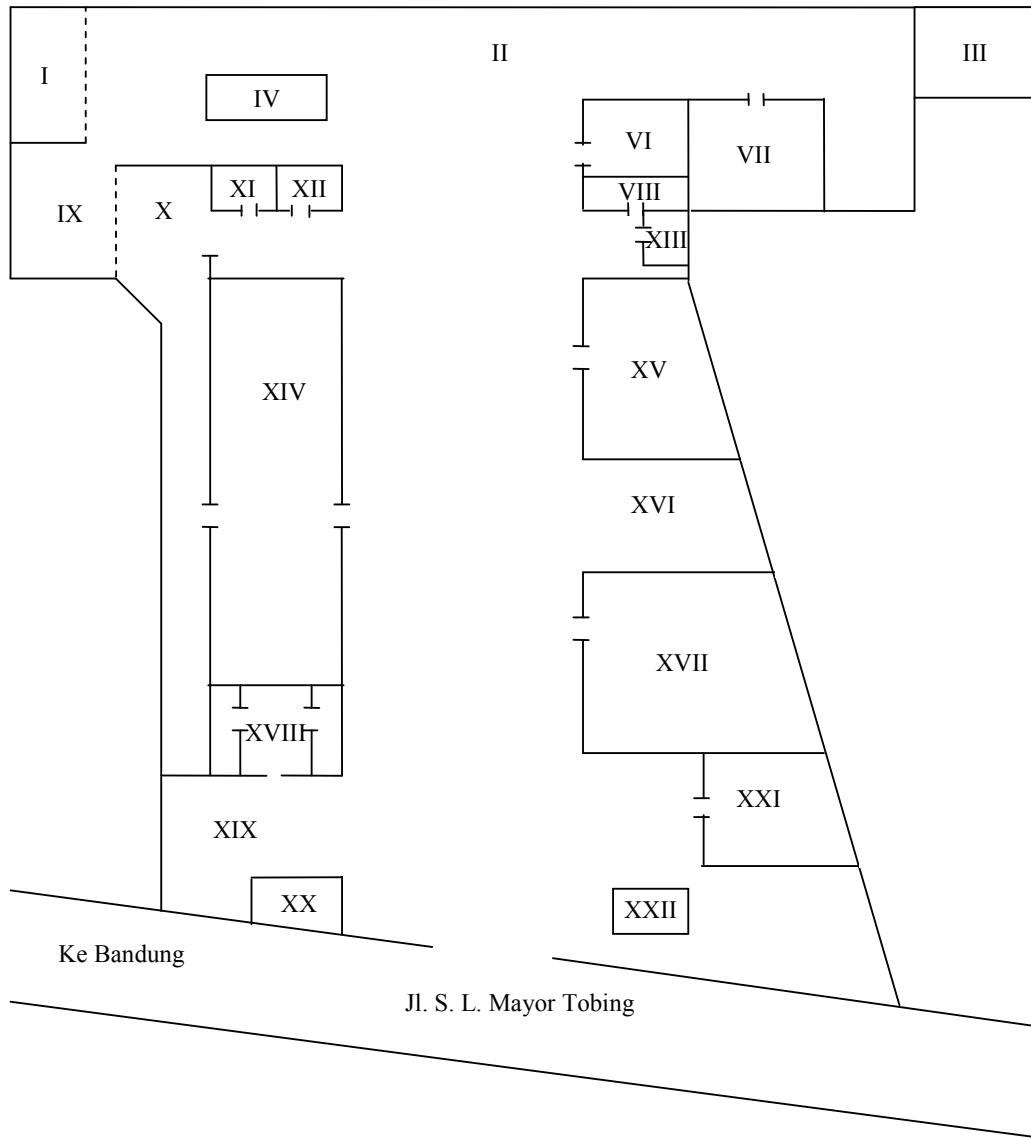 II
III
I
IV
VI
VII
XI
XII
VIII
IX
X
XIII
XIV
XV
XVI
XVII
XVIII
XXI
XIX
XX
XXII
Ke Bandung
Jl. S. L. Mayor Tobing